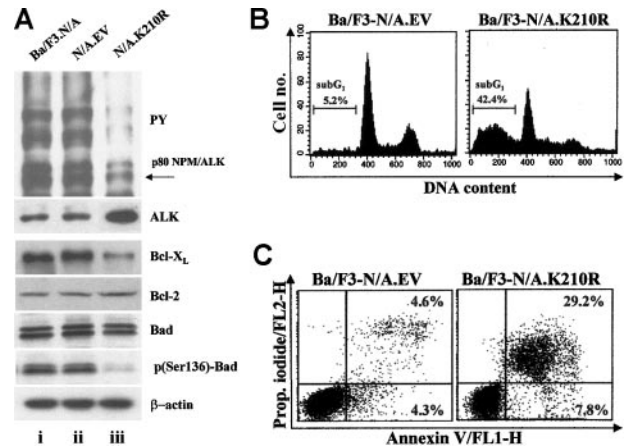 A
Ba/F3.N/A
N/A.EV
N/A.K210R
PY
p80 NPM/ALK
ALK
Bcl-XL
Bcl-2
Bad
p(Ser136)-Bad
β-actin
i ii iii
B
Ba/F3-N/A.EV Ba/F3-N/A.K210R
Cell no.
0 20 40 60 80 100
subG1
5.2%
subG1
42.4%
0 200 400 600 800 1000
0 200 400 600 800 1000
DNA content
C
Ba/F3-N/A.EV Ba/F3-N/A.K210R
Prop. iodide/FL2-H
4.6%
4.3%
29.2%
7.8%
Annexin V/FL1-H